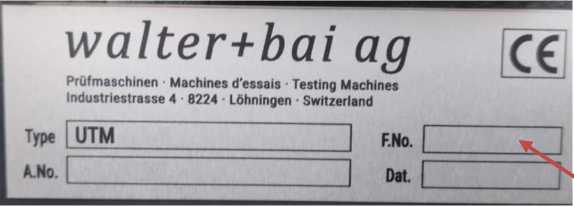 walter+bai ag
CE
Prüfmaschinen · Machines d'essais · Testing Machines
Industriestrasse 4 · 8224 · Löhningen · Switzerland
Type UTM F.No.
A.No. Dat.